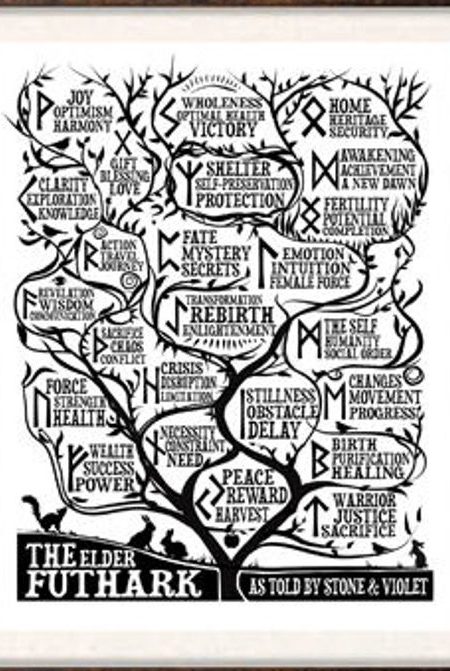 ᚹ JOY
OPTIMISM
HARMONY
ᛊ WHOLENESS
OPTIMAL HEALTH
VICTORY
ᛟ HOME
HERITAGE
SECURITY
ᚷ
GIFT
BLESSING
LOVE
ᛉ SHELTER
SELF-PRESERVATION
PROTECTION
ᛞ AWAKENING
ACHIEVEMENT
A NEW DAWN
ᚲ CLARITY
EXPLORATION
KNOWLEDGE
ᛝ FERTILITY
POTENTIAL
COMPLETION
ᚱ ACTION
TRAVEL
JOURNEY
ᛈ FATE
MYSTERY
SECRETS
ᛚ EMOTION
INTUITION
FEMALE FORCE
ᚨ REVELATION
WISDOM
COMMUNICATION
ᛇ TRANSFORMATION
REBIRTH
ENLIGHTENMENT
ᚦ SACRIFICE
CHAOS
CONFLICT
ᛗ THE SELF
HUMANITY
SOCIAL ORDER
ᚺ CRISIS
DISRUPTION
LIMITATION
ᚢ FORCE
STRENGTH
HEALTH
ᛁ STILLNESS
OBSTACLE
DELAY
ᛖ CHANGES
MOVEMENT
PROGRESS
ᚾ NECESSITY
CONSTRAINT
NEED
ᚠ WEALTH
SUCCESS
POWER
ᛒ BIRTH
PURIFICATION
HEALING
ᛃ PEACE
REWARD
HARVEST
ᛏ WARRIOR
JUSTICE
SACRIFICE
THE ELDER
FUTHARK
AS TOLD BY STONE & VIOLET